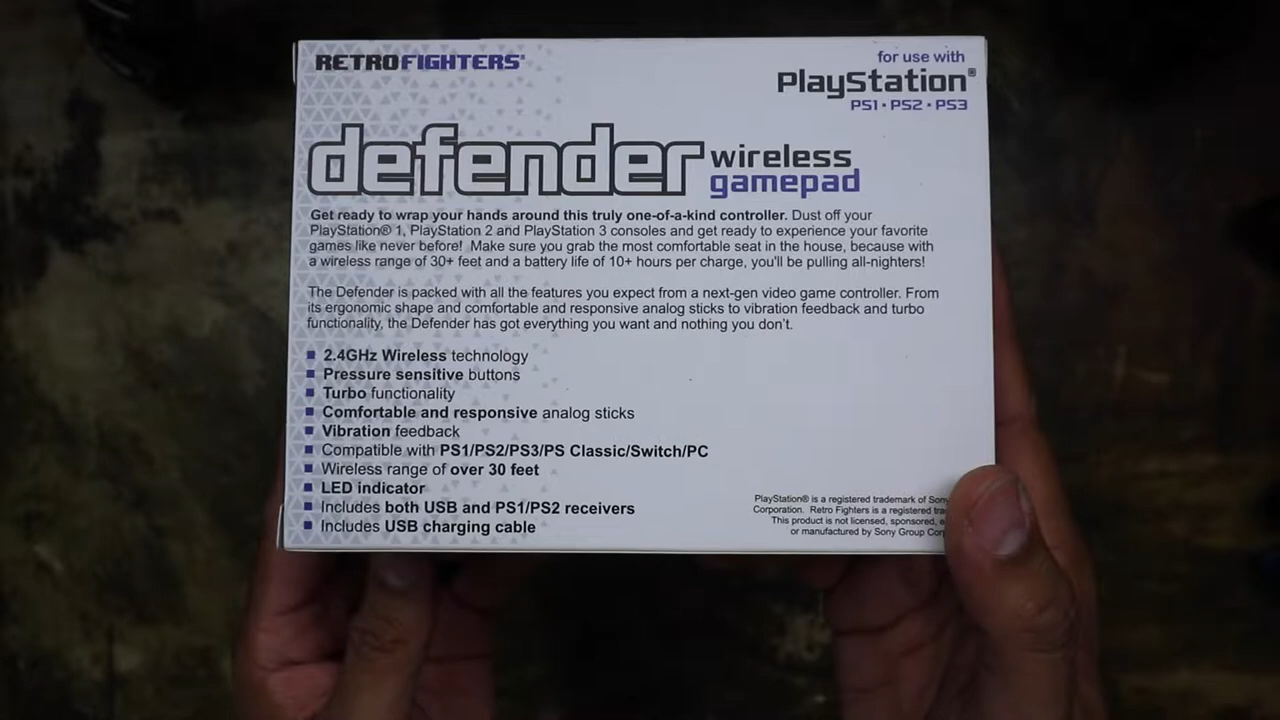 RETROFIGHTERS®
for use with
PlayStation®
PS1 • PS2 • PS3
defender wireless
gamepad
Get ready to wrap your hands around this truly one-of-a-kind controller. Dust off your
PlayStation® 1, PlayStation 2 and PlayStation 3 consoles and get ready to experience your favorite
games like never before! Make sure you grab the most comfortable seat in the house, because with
a wireless range of 30+ feet and a battery life of 10+ hours per charge, you'll be pulling all-nighters!
The Defender is packed with all the features you expect from a next-gen video game controller. From
its ergonomic shape and comfortable and responsive analog sticks to vibration feedback and turbo
functionality, the Defender has got everything you want and nothing you don't.
2.4GHz Wireless technology
Pressure sensitive buttons
Turbo functionality
Comfortable and responsive analog sticks
Vibration feedback
Compatible with PS1/PS2/PS3/PS Classic/Switch/PC
Wireless range of over 30 feet
LED indicator
Includes both USB and PS1/PS2 receivers
Includes USB charging cable
PlayStation® is a registered trademark of Sony
Corporation. Retro Fighters is a registered
This product is not licensed, sponsored,
or manufactured by Sony Group